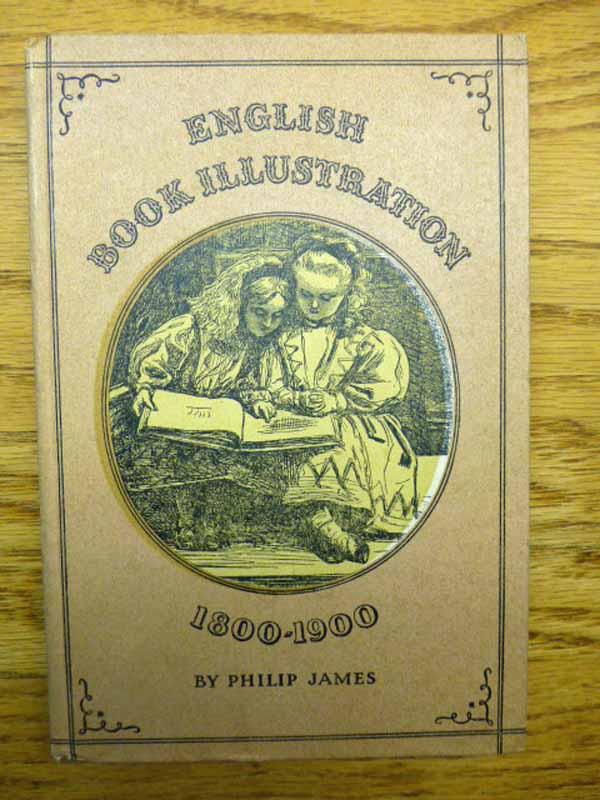 ENGLISH
BOOK ILLUSTRATION
1800-1900
BY PHILIP JAMES